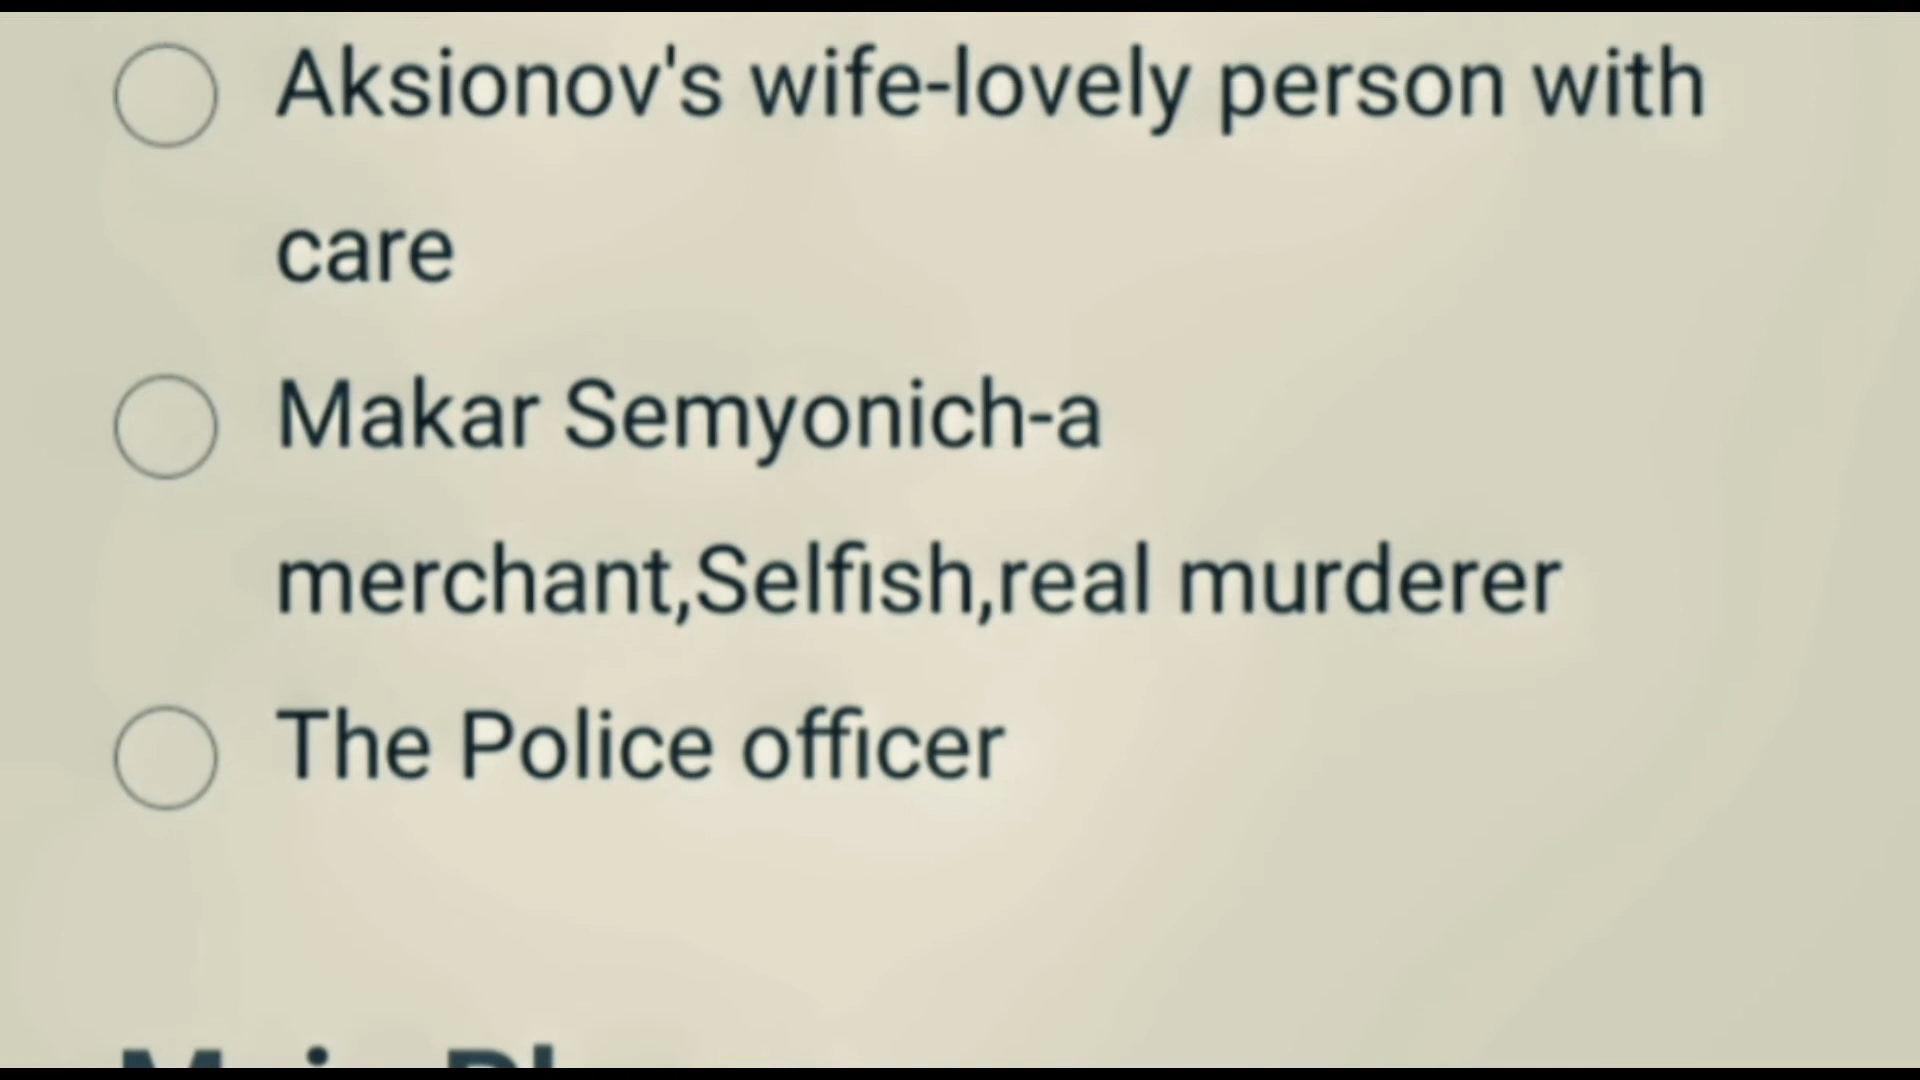 Aksionov's wife-lovely person with
care
Makar Semyonich-a
merchant,Selfish,real murderer
The Police officer